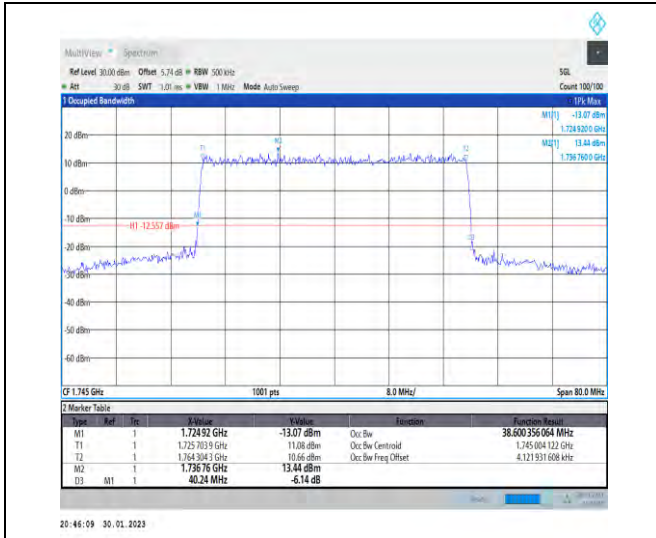 MultiView Spectrum
Ref Level 30.00 dBm Offset 5.74 dB RBW 500 kHz SGL
Att 30 dB SWT 1.01 ms VBW 1 MHz Mode Auto Sweep Count 100/100
1 Occupied Bandwidth 1Pk Max
M1[1] -13.07 dBm
1.724 920 0 GHz
M2[1] 13.44 dBm
1.736 760 0 GHz
20 dBm
M2
T1 T2
10 dBm
0 dBm
-10 dBm
M1
H1 -12.557 dBm
-20 dBm
D3
-30 dBm
-40 dBm
-50 dBm
-60 dBm
CF 1.745 GHz 1001 pts 8.0 MHz/ Span 80.0 MHz
2 Marker Table
Type Ref Trc X-Value Y-Value Function Function Result
M1 1 1.724 92 GHz -13.07 dBm Occ Bw 38.600 356 064 MHz
T1 1 1.725 703 9 GHz 11.08 dBm Occ Bw Centroid 1.745 004 122 GHz
T2 1 1.764 304 3 GHz 10.66 dBm Occ Bw Freq Offset 4.121 931 608 kHz
M2 1 1.736 76 GHz 13.44 dBm
D3 M1 1 40.24 MHz -6.14 dB
20:46:09 30.01.2023